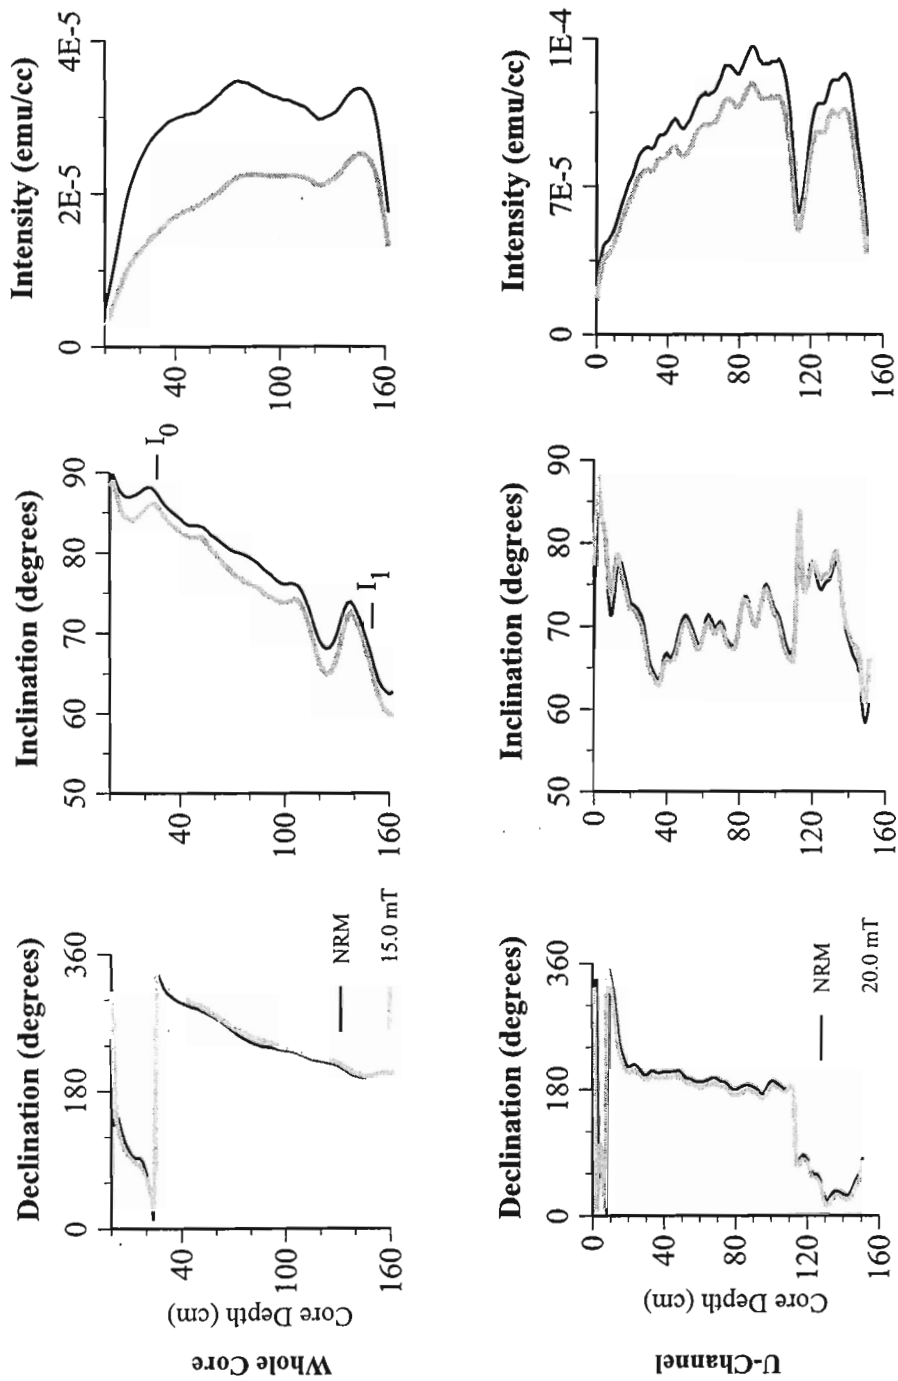 Whole Core
Core Depth (cm)
Declination (degrees)
0
180
360
40
100
160
NRM
15.0 mT
Inclination (degrees)
50
60
70
80
90
40
100
160
I0
I1
Intensity (emu/cc)
0
2E-5
4E-5
40
100
160
U-Channel
Core Depth (cm)
Declination (degrees)
0
180
360
0
40
80
120
160
NRM
20.0 mT
Inclination (degrees)
50
60
70
80
90
0
40
80
120
160
Intensity (emu/cc)
0
7E-5
1E-4
0
40
80
120
160